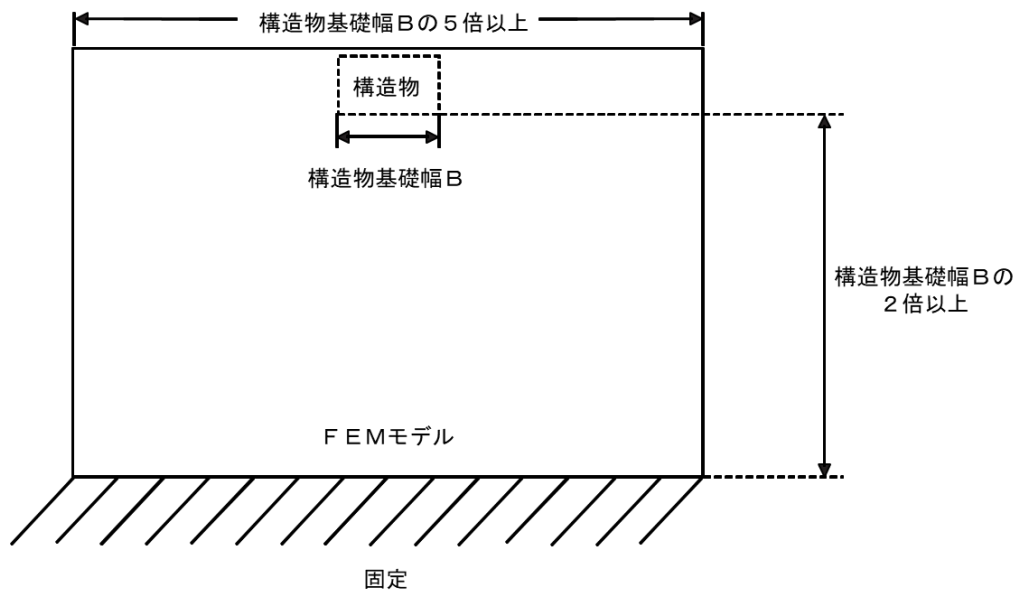 構造物基礎幅Ｂの５倍以上
構造物
構造物基礎幅Ｂ
構造物基礎幅Ｂの
２倍以上
ＦＥＭモデル
固定